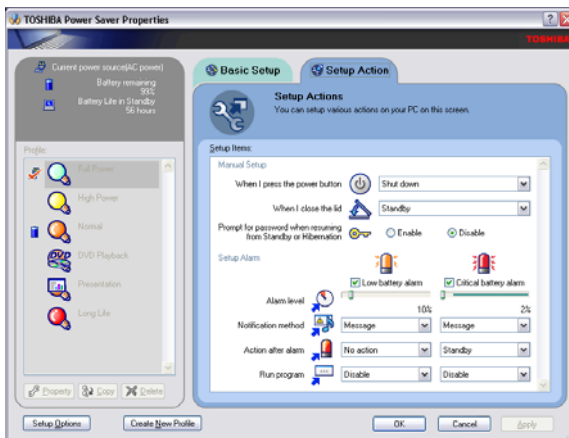 TOSHIBA Power Saver Properties
TOSHIBA
Current power source(AC power)
Battery remaining
99%
Battery Life in Standby
56 hours
Profile:
Full Power
High Power
Normal
DVD Playback
Presentation
Long Life
Property
Copy
Delete
Setup Options
Create New Profile
Basic Setup
Setup Action
Setup Actions
You can setup various actions on your PC on this screen.
Setup Items:
Manual Setup
When I press the power button
Shut down
When I close the lid
Standby
Prompt for password when resuming
from Standby or Hibernation
Enable
Disable
Setup Alarm
Low battery alarm
Critical battery alarm
Alarm level
10%
2%
Notification method
Message
Message
Action after alarm
No action
Standby
Run program
Disable
Disable
OK
Cancel
Apply